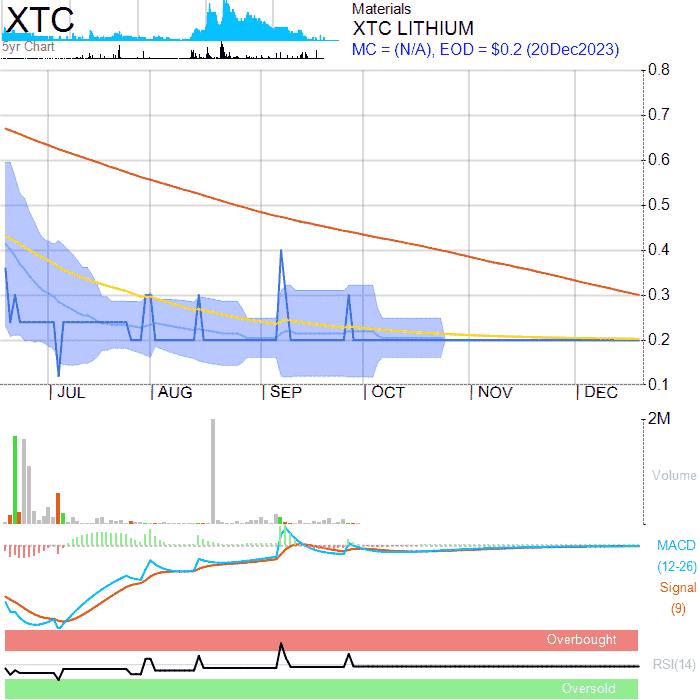 XTC
5yr Chart
Materials
XTC LITHIUM
MC = (N/A), EOD = $0.2 (20Dec2023)
0.8
0.7
0.6
0.5
0.4
0.3
0.2
0.1
JUL AUG SEP OCT NOV DEC
2M
Volume
MACD
(12-26)
Signal
(9)
Overbought
RSI(14)
Oversold